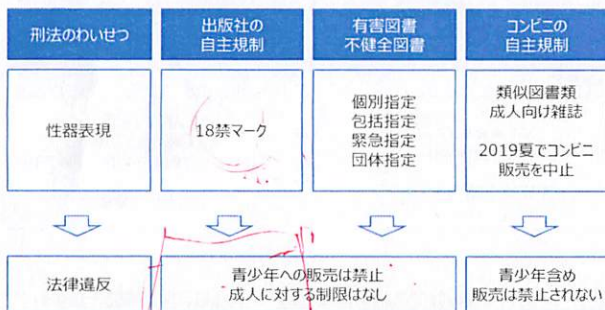 刑法のわいせつ
出版社の
自主規制
有害図書
不健全図書
コンビニの
自主規制
性器表現
18禁マーク
個別指定
包括指定
緊急指定
団体指定
類似図書類
成人向け雑誌
2019夏でコンビニ
販売を中止
法律違反
青少年への販売は禁止
成人に対する制限はなし
青少年含め
販売は禁止されない